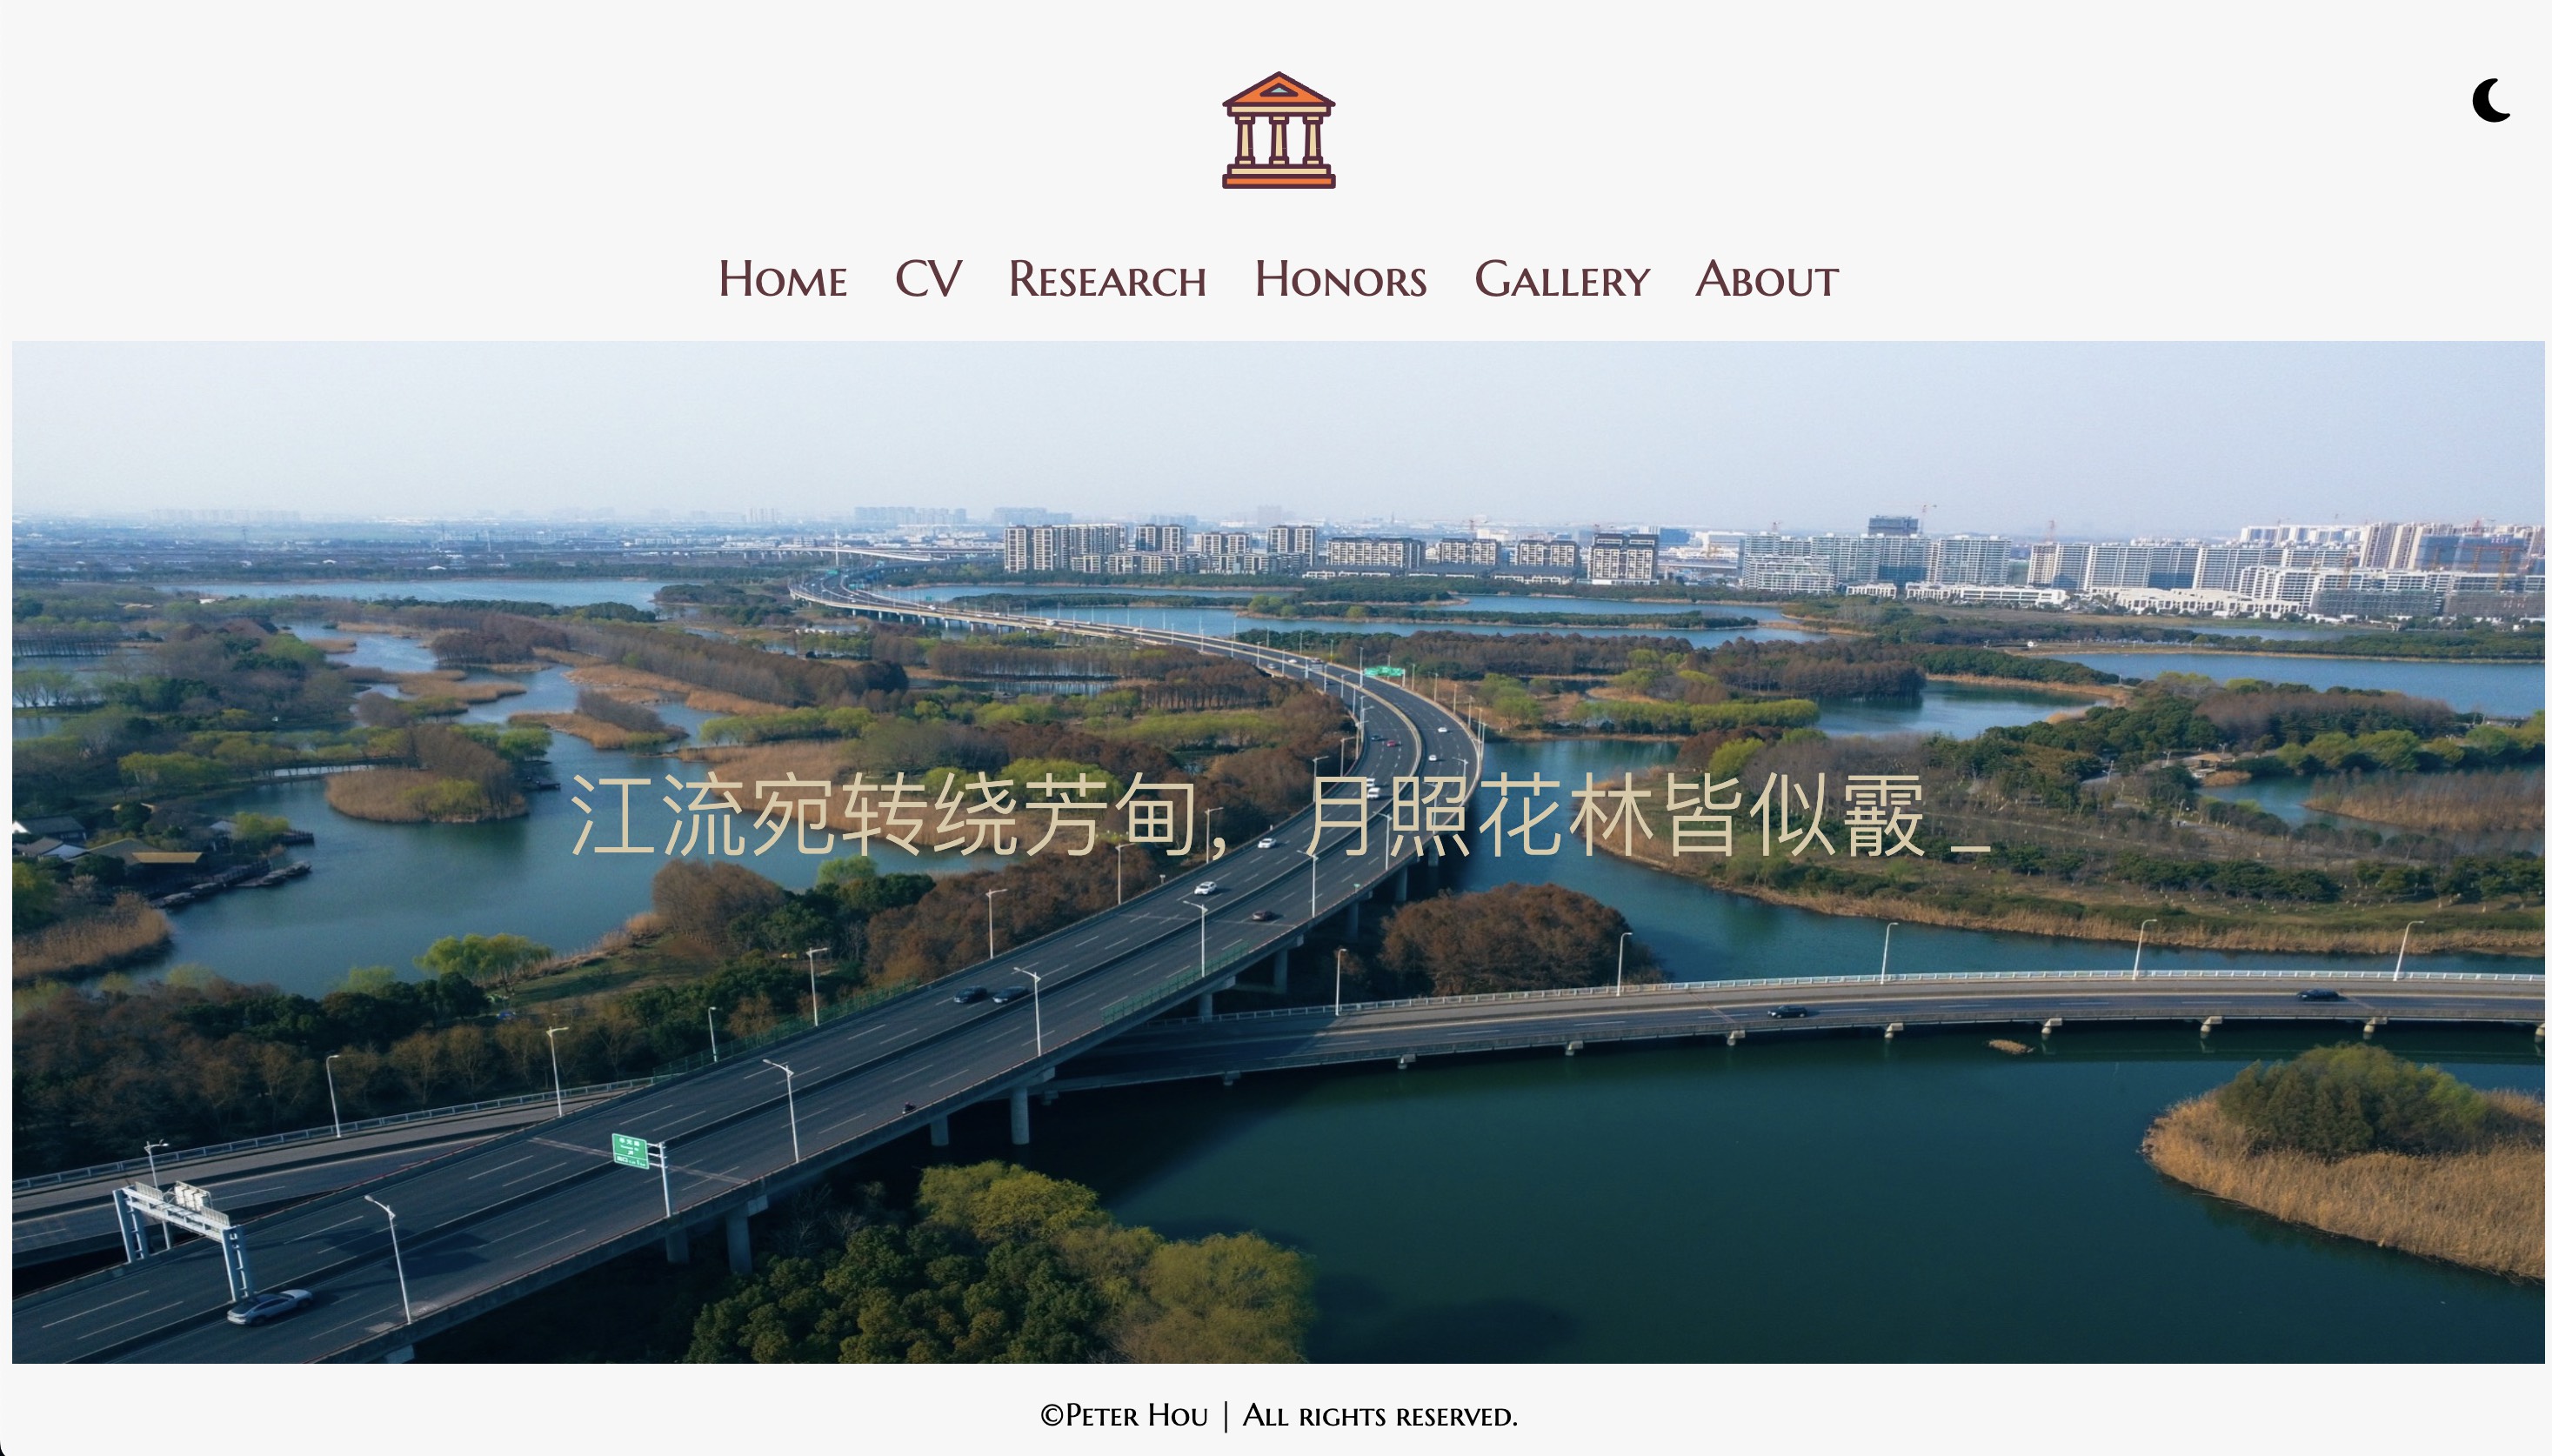 Home CV Research Honors Gallery About
江流宛转绕芳甸，月照花林皆似霰_
©Peter Hou | All rights reserved.